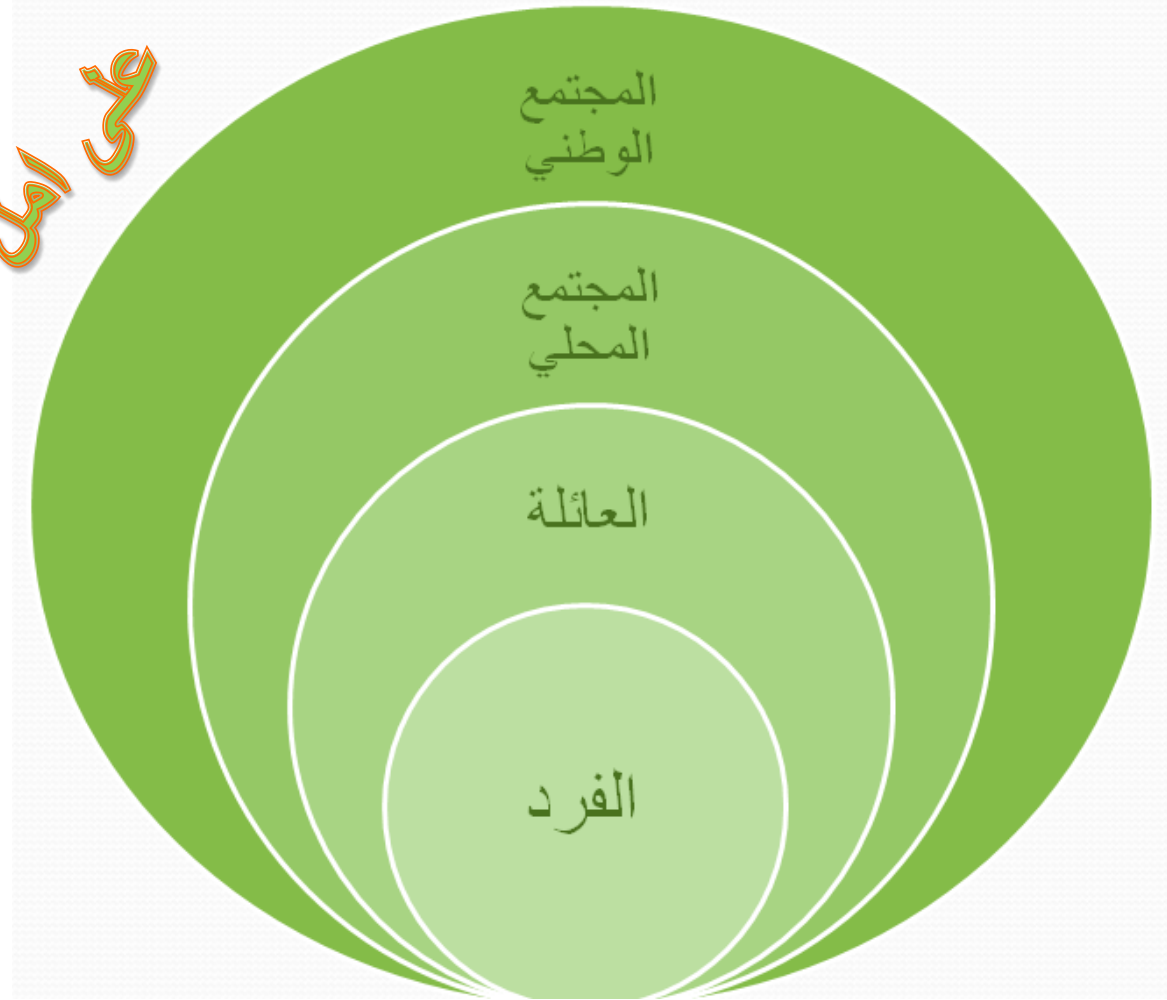 المجتمع
الوطني
المجتمع
المحلي
العائلة
الفرد